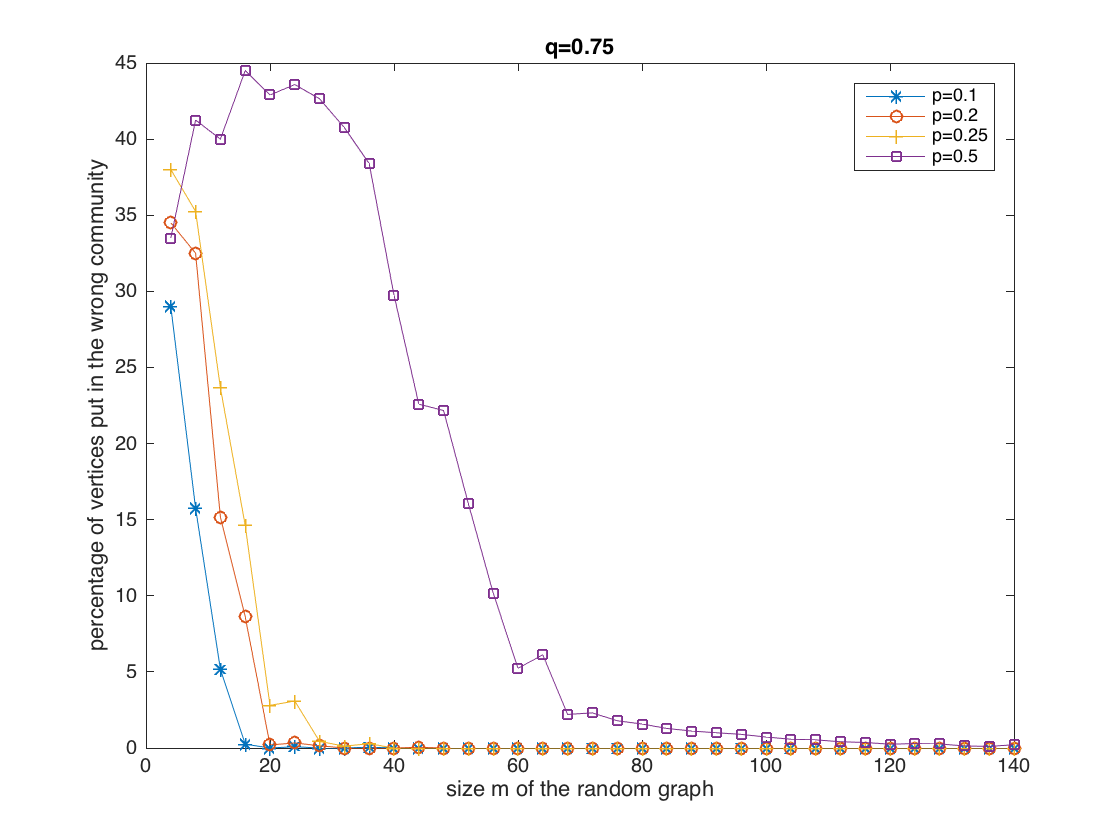 q=0.75
p=0.1
p=0.2
p=0.25
p=0.5
percentage of vertices put in the wrong community
45
40
35
30
25
20
15
10
5
0
0 20 40 60 80 100 120 140
size m of the random graph